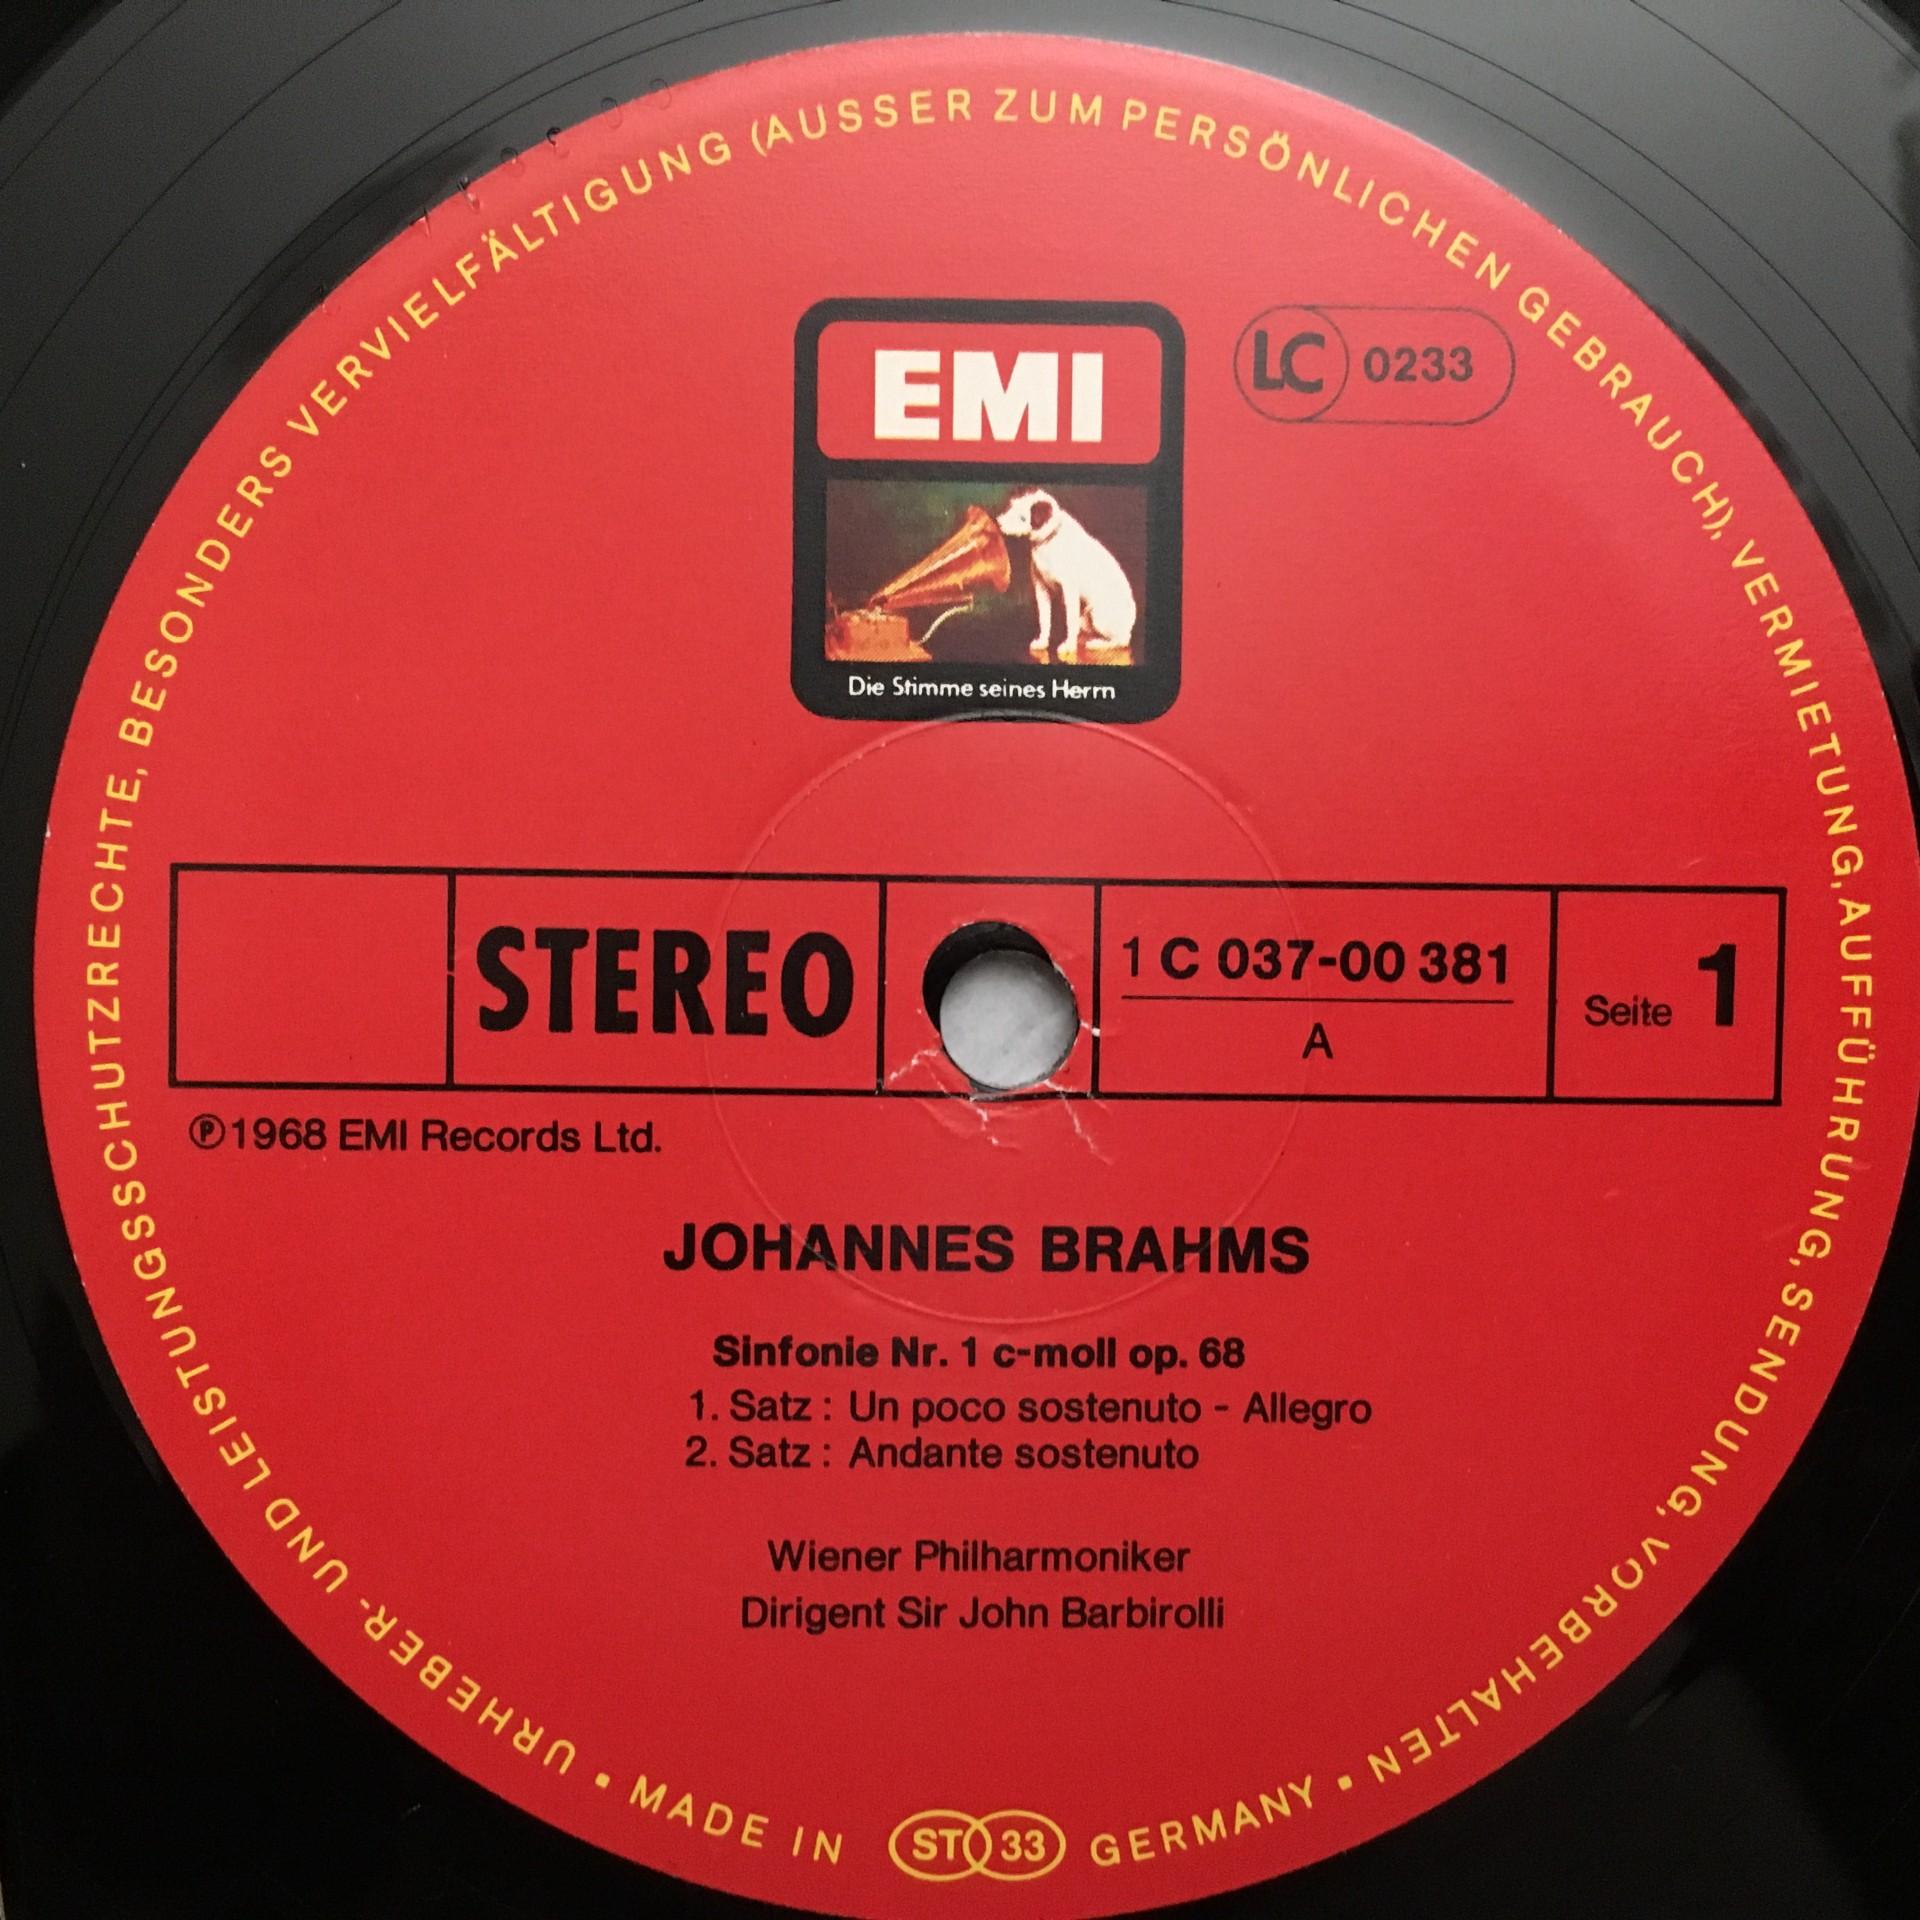 URHEBER- UND LEISTUNGSSCHUTZRECHTE, BESONDERS VERVIELFÄLTIGUNG (AUSSER ZUM PERSÖNLICHEN GEBRAUCH), VERMIETUNG, AUFFÜHRUNG, SENDUNG, VORBEHALTEN •
EMI
LC 0233
Die Stimme seines Herrn
STEREO
1 C 037-00 381
A
Seite 1
℗1968 EMI Records Ltd.
JOHANNES BRAHMS
Sinfonie Nr. 1 c-moll op. 68
1. Satz : Un poco sostenuto - Allegro
2. Satz : Andante sostenuto
Wiener Philharmoniker
Dirigent Sir John Barbirolli
• MADE IN ST 33 GERMANY